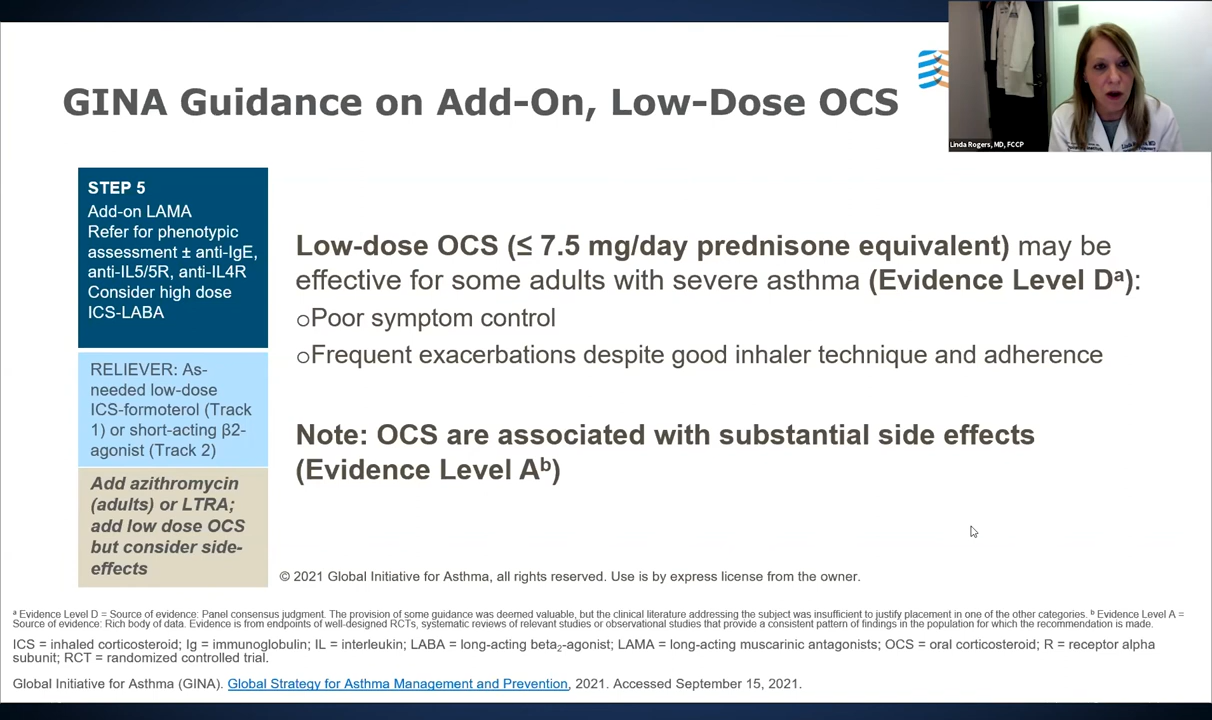 GINA Guidance on Add-On, Low-Dose OCS
Linda Rogers, MD, FCCP
STEP 5
Add-on LAMA
Refer for phenotypic
assessment ± anti-IgE,
anti-IL5/5R, anti-IL4R
Consider high dose
ICS-LABA
RELIEVER: As-
needed low-dose
ICS-formoterol (Track
1) or short-acting β2-
agonist (Track 2)
Add azithromycin
(adults) or LTRA;
add low dose OCS
but consider side-
effects
Low-dose OCS (≤ 7.5 mg/day prednisone equivalent) may be
effective for some adults with severe asthma (Evidence Level Dᵃ):
oPoor symptom control
oFrequent exacerbations despite good inhaler technique and adherence
Note: OCS are associated with substantial side effects
(Evidence Level Aᵇ)
© 2021 Global Initiative for Asthma, all rights reserved. Use is by express license from the owner.
ᵃ Evidence Level D = Source of evidence: Panel consensus judgment. The provision of some guidance was deemed valuable, but the clinical literature addressing the subject was insufficient to justify placement in one of the other categories. ᵇ Evidence Level A =
Source of evidence: Rich body of data. Evidence is from endpoints of well-designed RCTs, systematic reviews of relevant studies or observational studies that provide a consistent pattern of findings in the population for which the recommendation is made.
ICS = inhaled corticosteroid; Ig = immunoglobulin; IL = interleukin; LABA = long-acting beta₂-agonist; LAMA = long-acting muscarinic antagonists; OCS = oral corticosteroid; R = receptor alpha
subunit; RCT = randomized controlled trial.
Global Initiative for Asthma (GINA). Global Strategy for Asthma Management and Prevention, 2021. Accessed September 15, 2021.